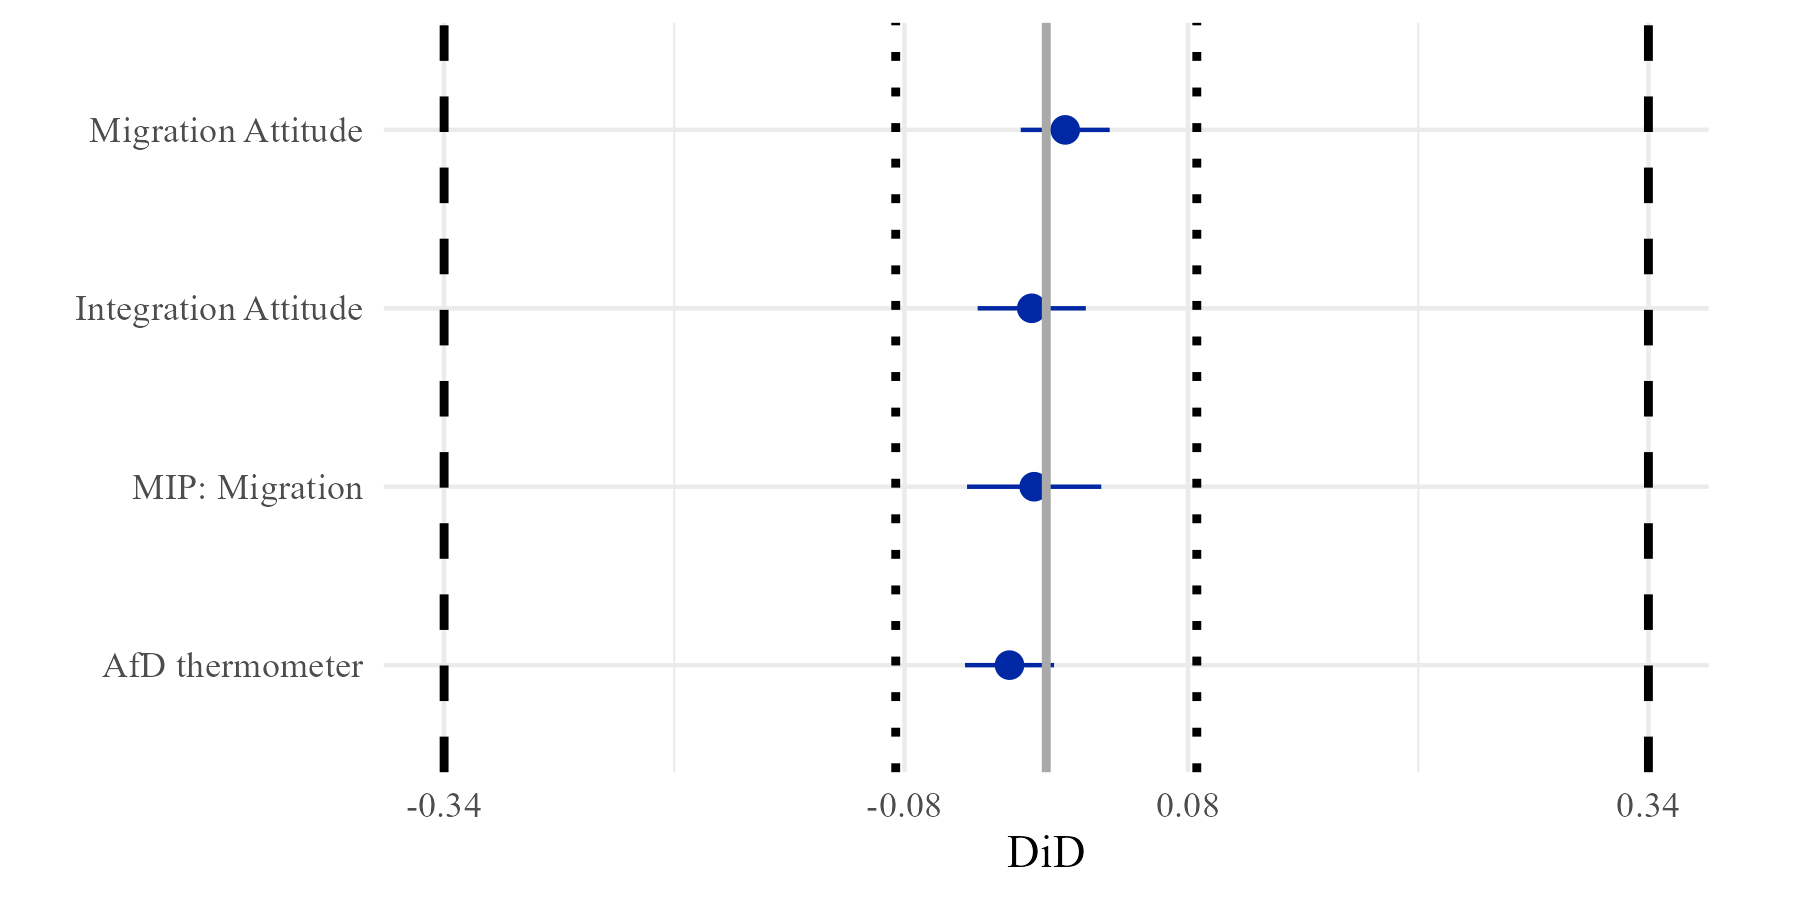 Migration Attitude
Integration Attitude
MIP: Migration
AfD thermometer
-0.34 -0.08 0.08 0.34
DiD